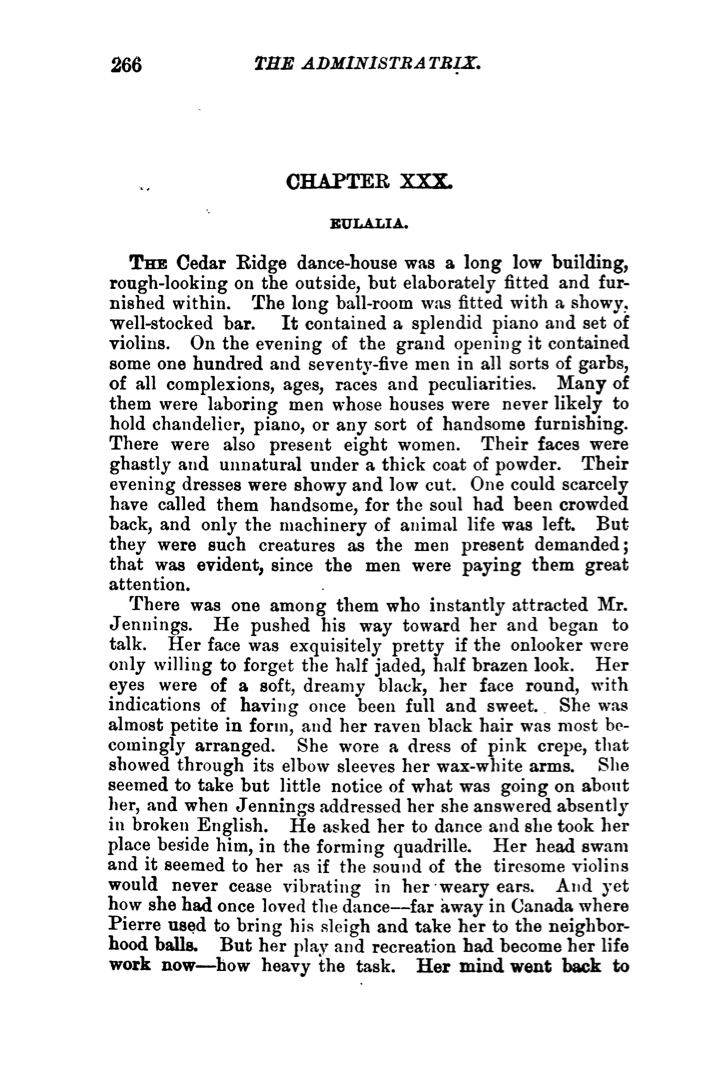 266 THE ADMINISTRATRIX.
CHAPTER XXX.
EULALIA.
THE Cedar Ridge dance-house was a long low building,
rough-looking on the outside, but elaborately fitted and fur-
nished within. The long ball-room was fitted with a showy,
well-stocked bar. It contained a splendid piano and set of
violins. On the evening of the grand opening it contained
some one hundred and seventy-five men in all sorts of garbs,
of all complexions, ages, races and peculiarities. Many of
them were laboring men whose houses were never likely to
hold chandelier, piano, or any sort of handsome furnishing.
There were also present eight women. Their faces were
ghastly and unnatural under a thick coat of powder. Their
evening dresses were showy and low cut. One could scarcely
have called them handsome, for the soul had been crowded
back, and only the machinery of animal life was left. But
they were such creatures as the men present demanded;
that was evident, since the men were paying them great
attention.
There was one among them who instantly attracted Mr.
Jennings. He pushed his way toward her and began to
talk. Her face was exquisitely pretty if the onlooker were
only willing to forget the half jaded, half brazen look. Her
eyes were of a soft, dreamy black, her face round, with
indications of having once been full and sweet. She was
almost petite in form, and her raven black hair was most be-
comingly arranged. She wore a dress of pink crepe, that
showed through its elbow sleeves her wax-white arms. She
seemed to take but little notice of what was going on about
her, and when Jennings addressed her she answered absently
in broken English. He asked her to dance and she took her
place beside him, in the forming quadrille. Her head swam
and it seemed to her as if the sound of the tiresome violins
would never cease vibrating in her weary ears. And yet
how she had once loved the dance—far away in Canada where
Pierre used to bring his sleigh and take her to the neighbor-
hood balls. But her play and recreation had become her life
work now—how heavy the task. Her mind went back to